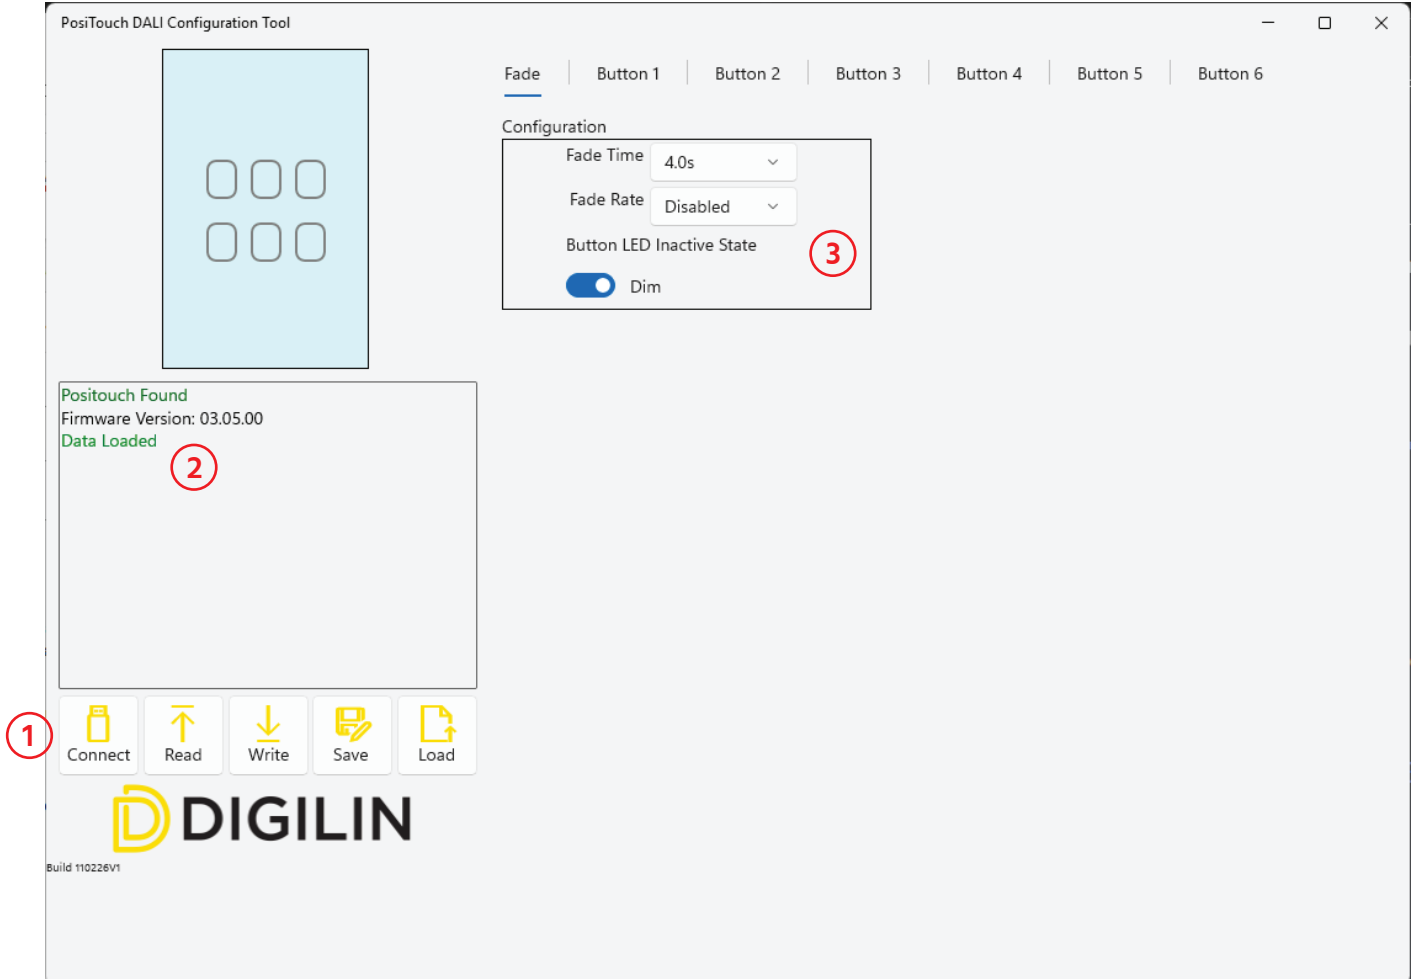 PosiTouch DALI Configuration Tool
Fade
Button 1
Button 2
Button 3
Button 4
Button 5
Button 6
Configuration
Fade Time
4.0s
Fade Rate
Disabled
Button LED Inactive State
Dim
3
Positouch Found
Firmware Version: 03.05.00
Data Loaded
2
1
Connect
Read
Write
Save
Load
DIGILIN
Build 110226V1